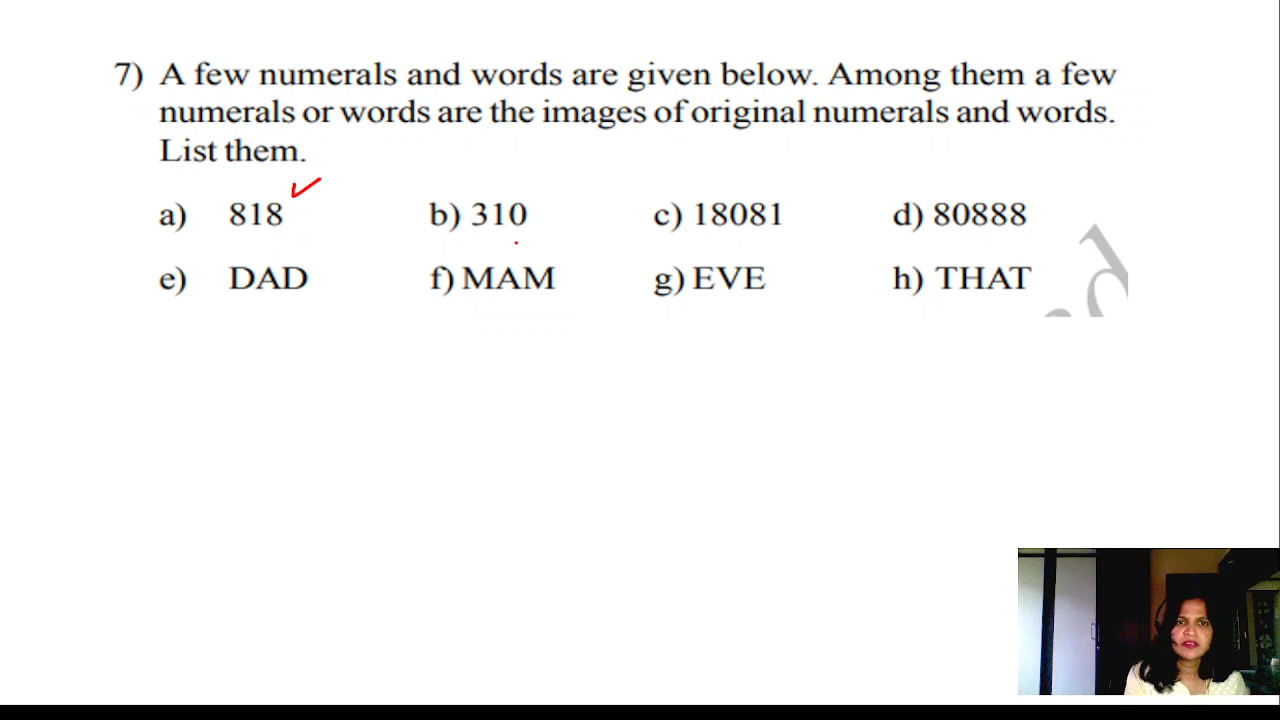 7) A few numerals and words are given below. Among them a few
numerals or words are the images of original numerals and words.
List them.
a) 818 b) 310 c) 18081 d) 80888
e) DAD f) MAM g) EVE h) THAT